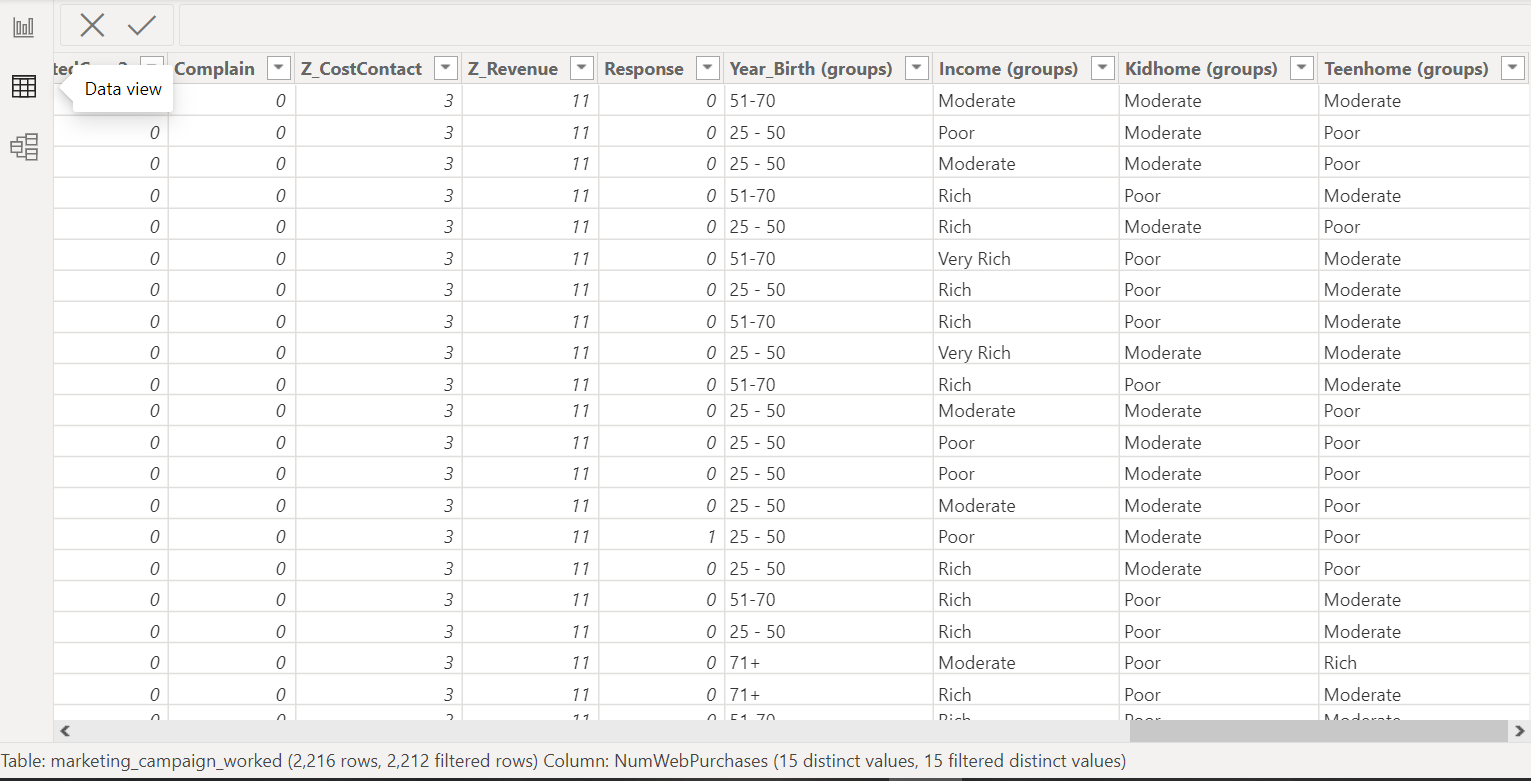 Complain Z_CostContact Z_Revenue Response Year_Birth (groups) Income (groups) Kidhome (groups) Teenhome (groups)
Data view
0 3 11 0 51-70 Moderate Moderate Moderate
0 0 3 11 0 25 - 50 Poor Moderate Poor
0 0 3 11 0 25 - 50 Moderate Moderate Poor
0 0 3 11 0 51-70 Rich Poor Moderate
0 0 3 11 0 25 - 50 Rich Moderate Poor
0 0 3 11 0 51-70 Very Rich Poor Moderate
0 0 3 11 0 25 - 50 Rich Poor Moderate
0 0 3 11 0 51-70 Rich Poor Moderate
0 0 3 11 0 25 - 50 Very Rich Moderate Moderate
0 0 3 11 0 51-70 Rich Poor Moderate
0 0 3 11 0 25 - 50 Moderate Moderate Poor
0 0 3 11 0 25 - 50 Poor Moderate Poor
0 0 3 11 0 25 - 50 Poor Moderate Poor
0 0 3 11 0 25 - 50 Moderate Moderate Poor
0 0 3 11 1 25 - 50 Poor Moderate Poor
0 0 3 11 0 25 - 50 Rich Moderate Poor
0 0 3 11 0 51-70 Rich Poor Moderate
0 0 3 11 0 25 - 50 Rich Poor Moderate
0 0 3 11 0 71+ Moderate Poor Rich
0 0 3 11 0 71+ Rich Poor Moderate
0 0 3 11 0 51-70 Rich Poor Moderate
Table: marketing_campaign_worked (2,216 rows, 2,212 filtered rows) Column: NumWebPurchases (15 distinct values, 15 filtered distinct values)